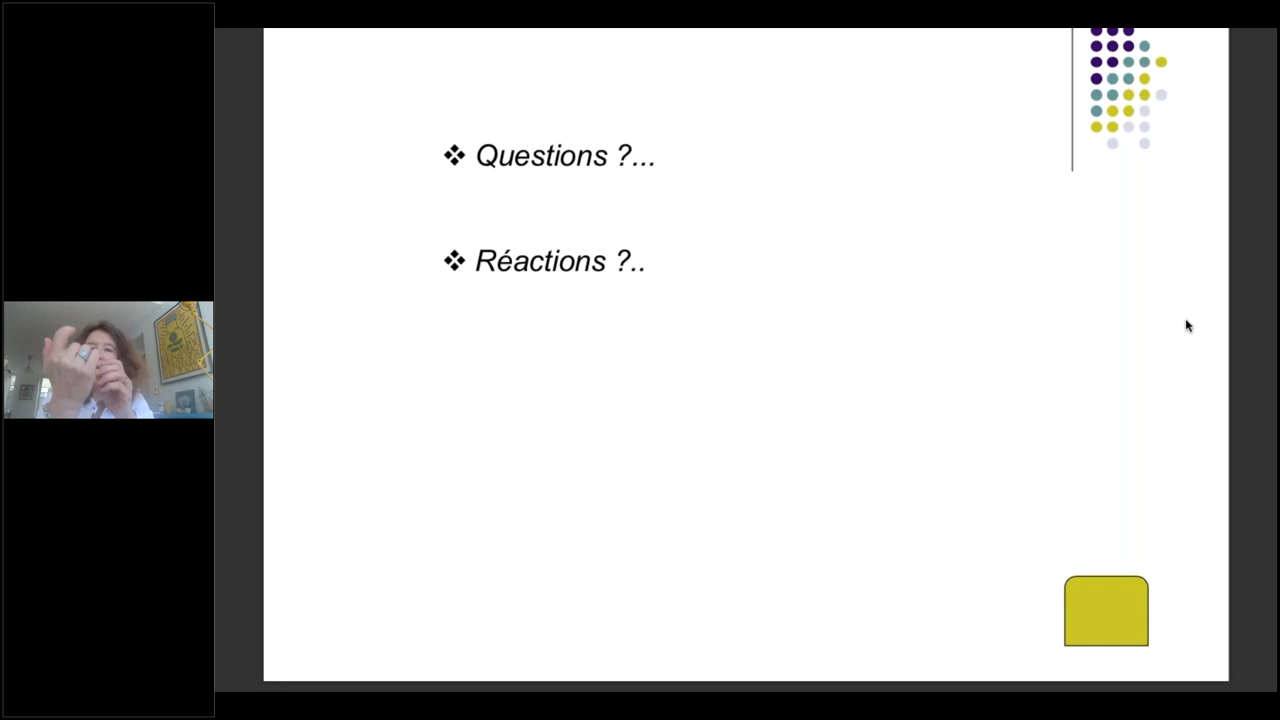 ❖ Questions ?...
❖ Réactions ?..